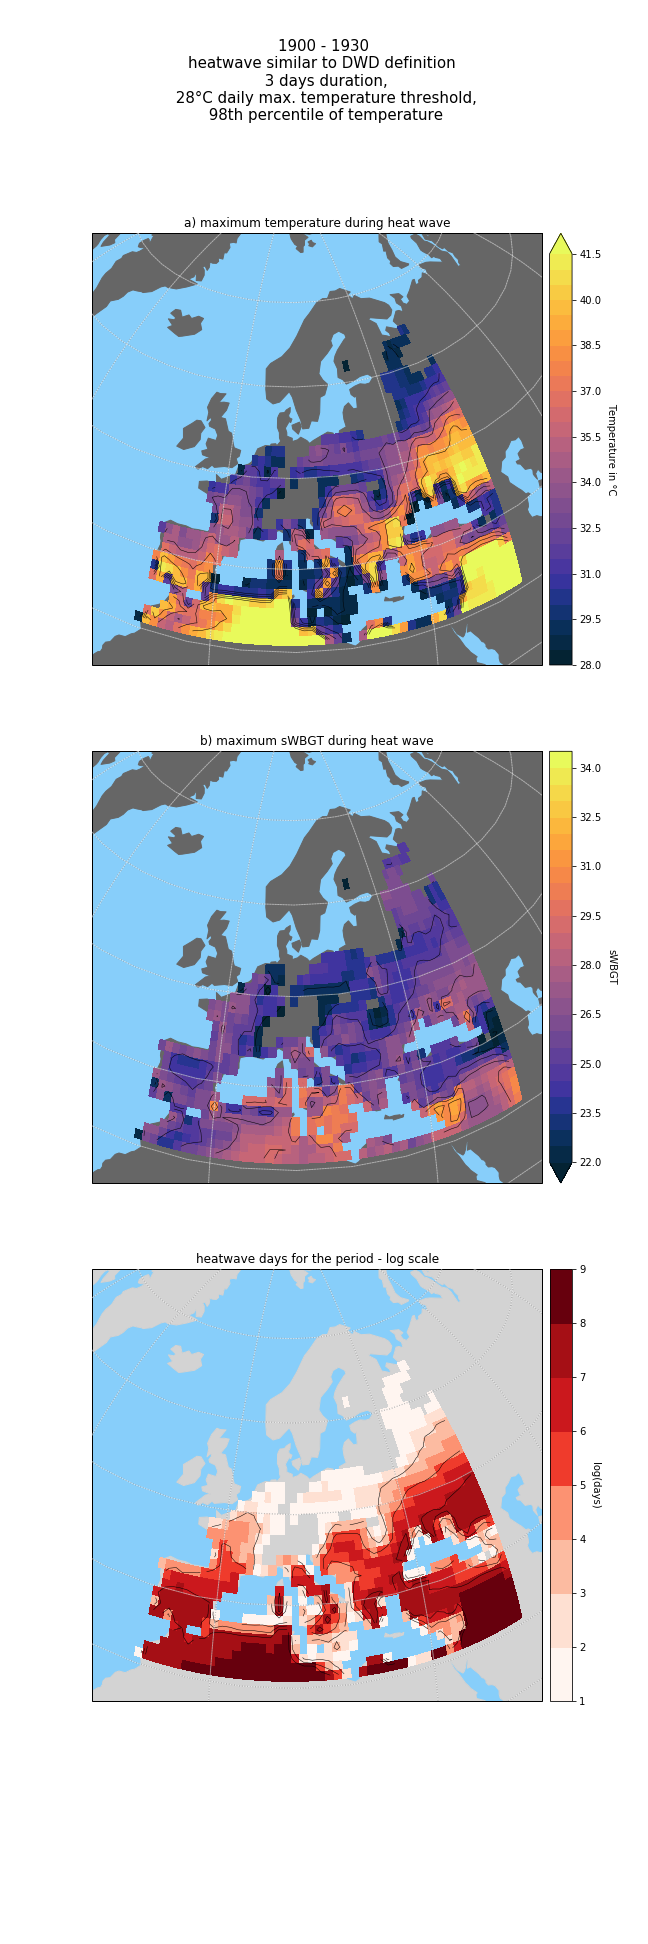 1900 - 1930
heatwave similar to DWD definition
3 days duration,
28°C daily max. temperature threshold,
98th percentile of temperature
a) maximum temperature during heat wave
41.5
40.0
38.5
37.0
35.5
34.0
32.5
31.0
29.5
28.0
Temperature in °C
b) maximum sWBGT during heat wave
34.0
32.5
31.0
29.5
28.0
26.5
25.0
23.5
22.0
sWBGT
heatwave days for the period - log scale
9
8
7
6
5
4
3
2
1
log(days)